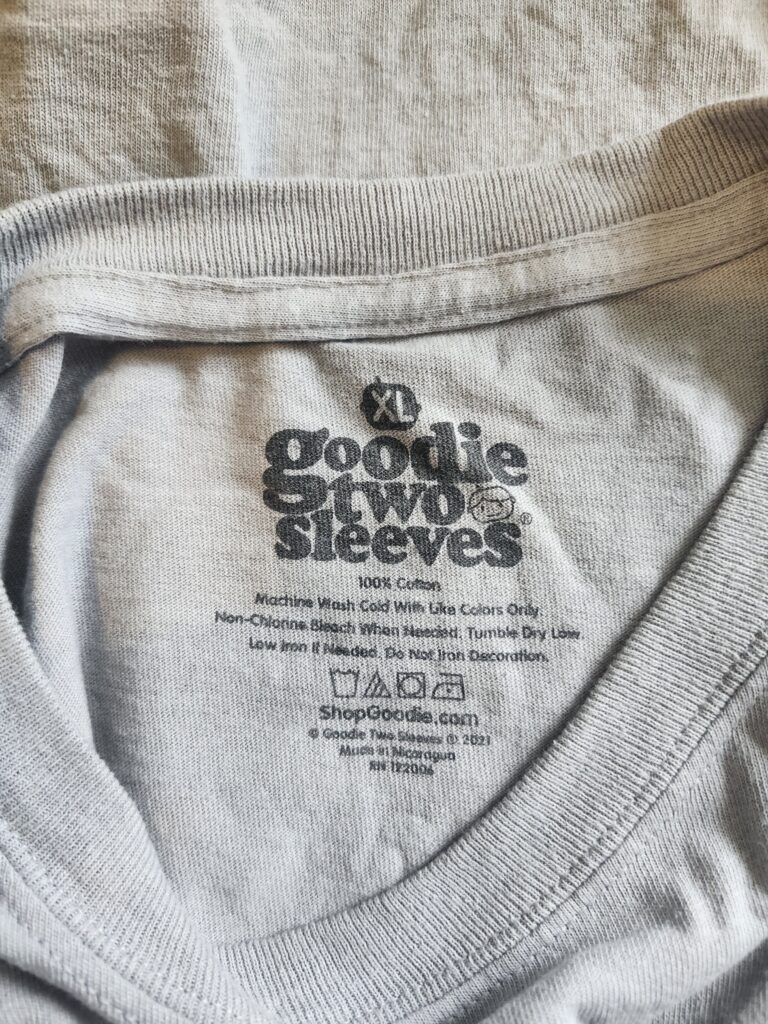 XL
goodie
two
sleeves®
100% Cotton
Machine Wash Cold With Like Colors Only.
Non-Chlorine Bleach When Needed. Tumble Dry Low.
Low Iron If Needed. Do Not Iron Decoration.
ShopGoodie.com
© Goodie Two Sleeves ® 2021
Made in Nicaragua
RN 122006